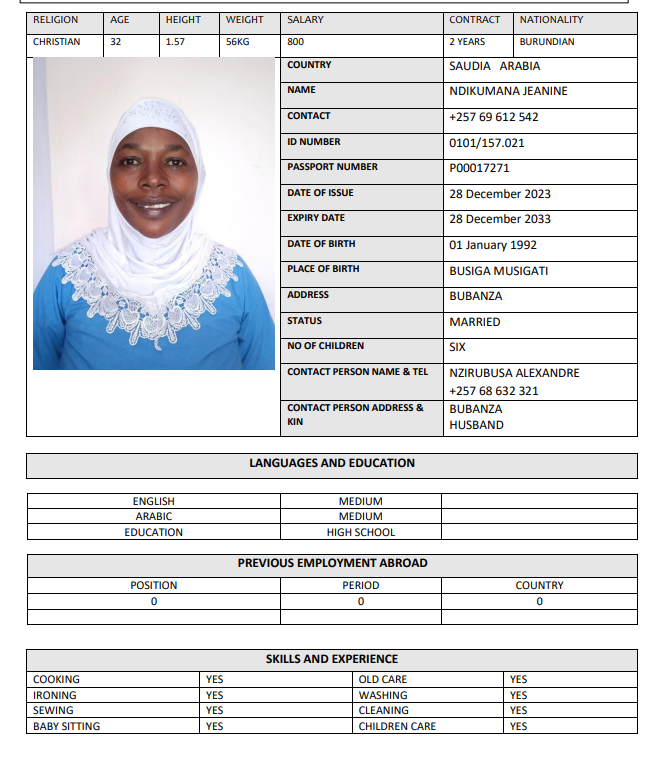 RELIGION AGE HEIGHT WEIGHT SALARY CONTRACT NATIONALITY
CHRISTIAN 32 1.57 56KG 800 2 YEARS BURUNDIAN
COUNTRY SAUDIA ARABIA
NAME NDIKUMANA JEANINE
CONTACT +257 69 612 542
ID NUMBER 0101/157.021
PASSPORT NUMBER P00017271
DATE OF ISSUE 28 December 2023
EXPIRY DATE 28 December 2033
DATE OF BIRTH 01 January 1992
PLACE OF BIRTH BUSIGA MUSIGATI
ADDRESS BUBANZA
STATUS MARRIED
NO OF CHILDREN SIX
CONTACT PERSON NAME & TEL NZIRUBUSA ALEXANDRE
+257 68 632 321
CONTACT PERSON ADDRESS & BUBANZA
KIN HUSBAND
LANGUAGES AND EDUCATION
ENGLISH MEDIUM
ARABIC MEDIUM
EDUCATION HIGH SCHOOL
PREVIOUS EMPLOYMENT ABROAD
POSITION PERIOD COUNTRY
0 0 0
SKILLS AND EXPERIENCE
COOKING YES OLD CARE YES
IRONING YES WASHING YES
SEWING YES CLEANING YES
BABY SITTING YES CHILDREN CARE YES